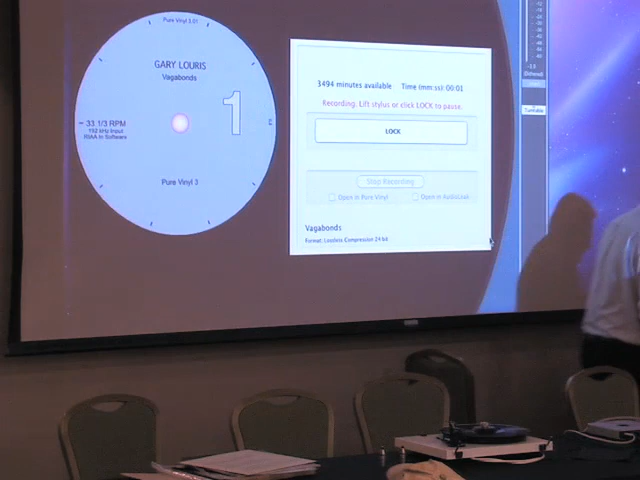 Pure Vinyl 3.01
GARY LOURIS
Vagabonds
1
33 1/3 RPM
192 kHz Input
RIAA in Software
Pure Vinyl 3
3494 minutes available Time (mm:ss): 00:01
Recording. Lift stylus or click LOCK to pause.
LOCK
Stop Recording
Open in Pure Vinyl
Open in AudioLeak
Vagabonds
Format: Lossless Compression 24 bit
Turntable